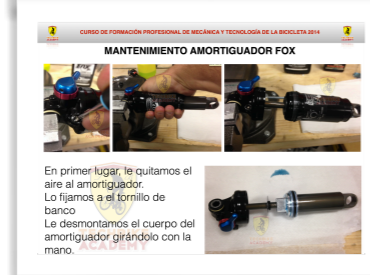 CURSO DE FORMACIÓN PROFESIONAL DE MECÁNICA Y TECNOLOGÍA DE LA BICICLETA 2014
MANTENIMIENTO AMORTIGUADOR FOX
En primer lugar, le quitamos el
aire al amortiguador.
Lo fijamos a el tornillo de
banco
Le desmontamos el cuerpo del
amortiguador girándolo con la
mano.
ACADEMY